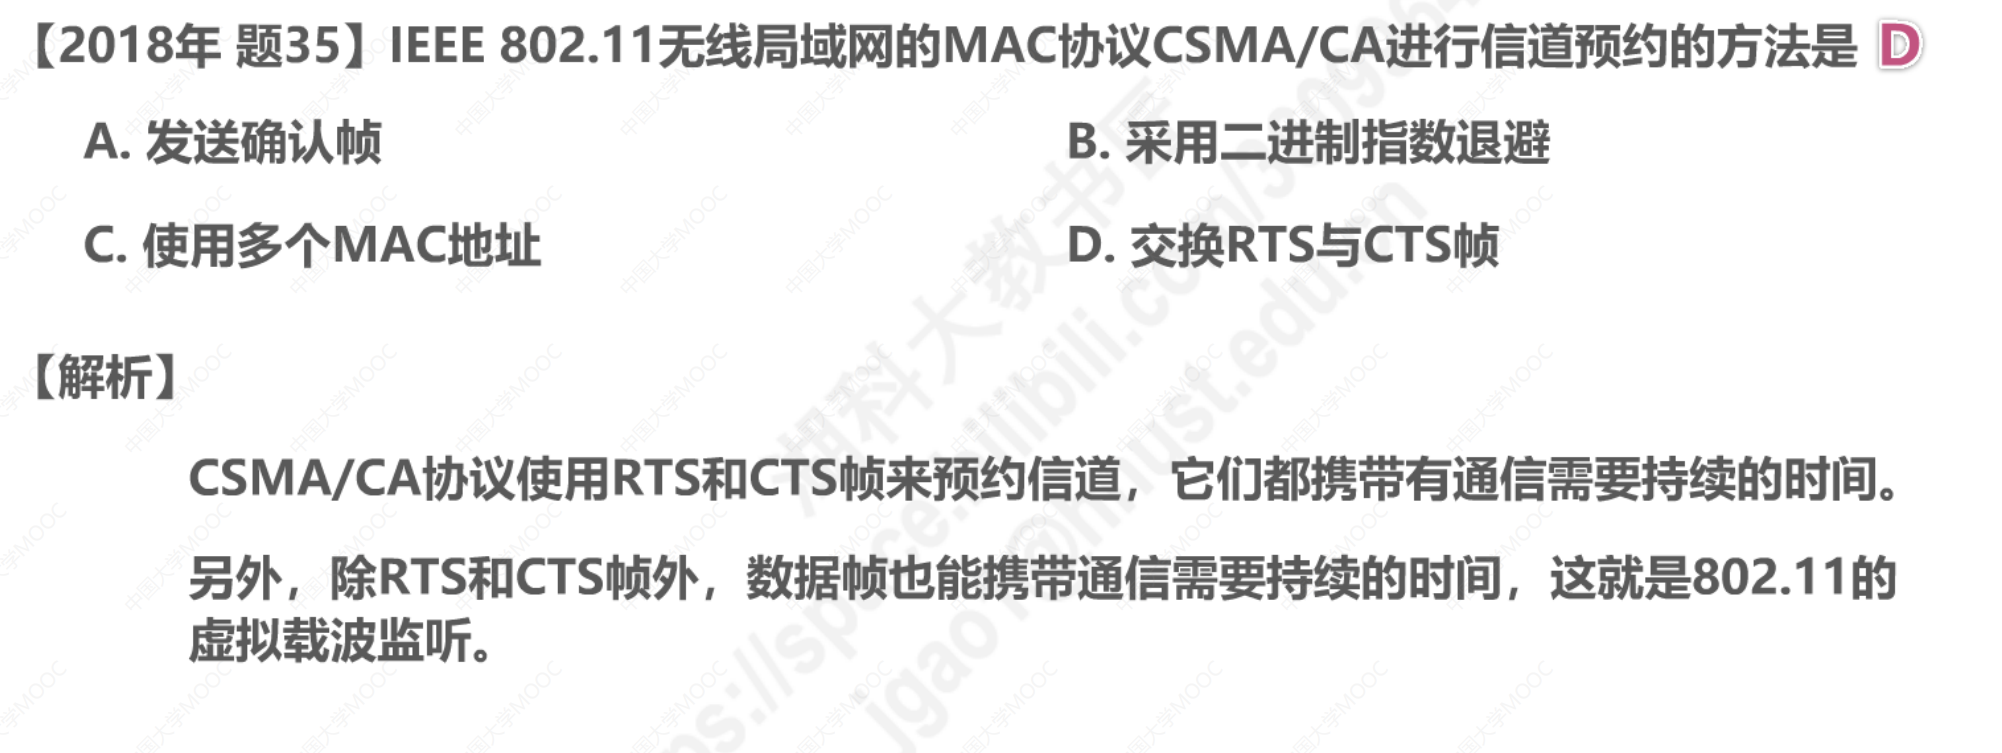 【2018年 题35】IEEE 802.11无线局域网的MAC协议CSMA/CA进行信道预约的方法是 D
A. 发送确认帧
B. 采用二进制指数退避
C. 使用多个MAC地址
D. 交换RTS与CTS帧
【解析】
CSMA/CA协议使用RTS和CTS帧来预约信道，它们都携带有通信需要持续的时间。
另外，除RTS和CTS帧外，数据帧也能携带通信需要持续的时间，这就是802.11的
虚拟载波监听。
中国大学MOOC